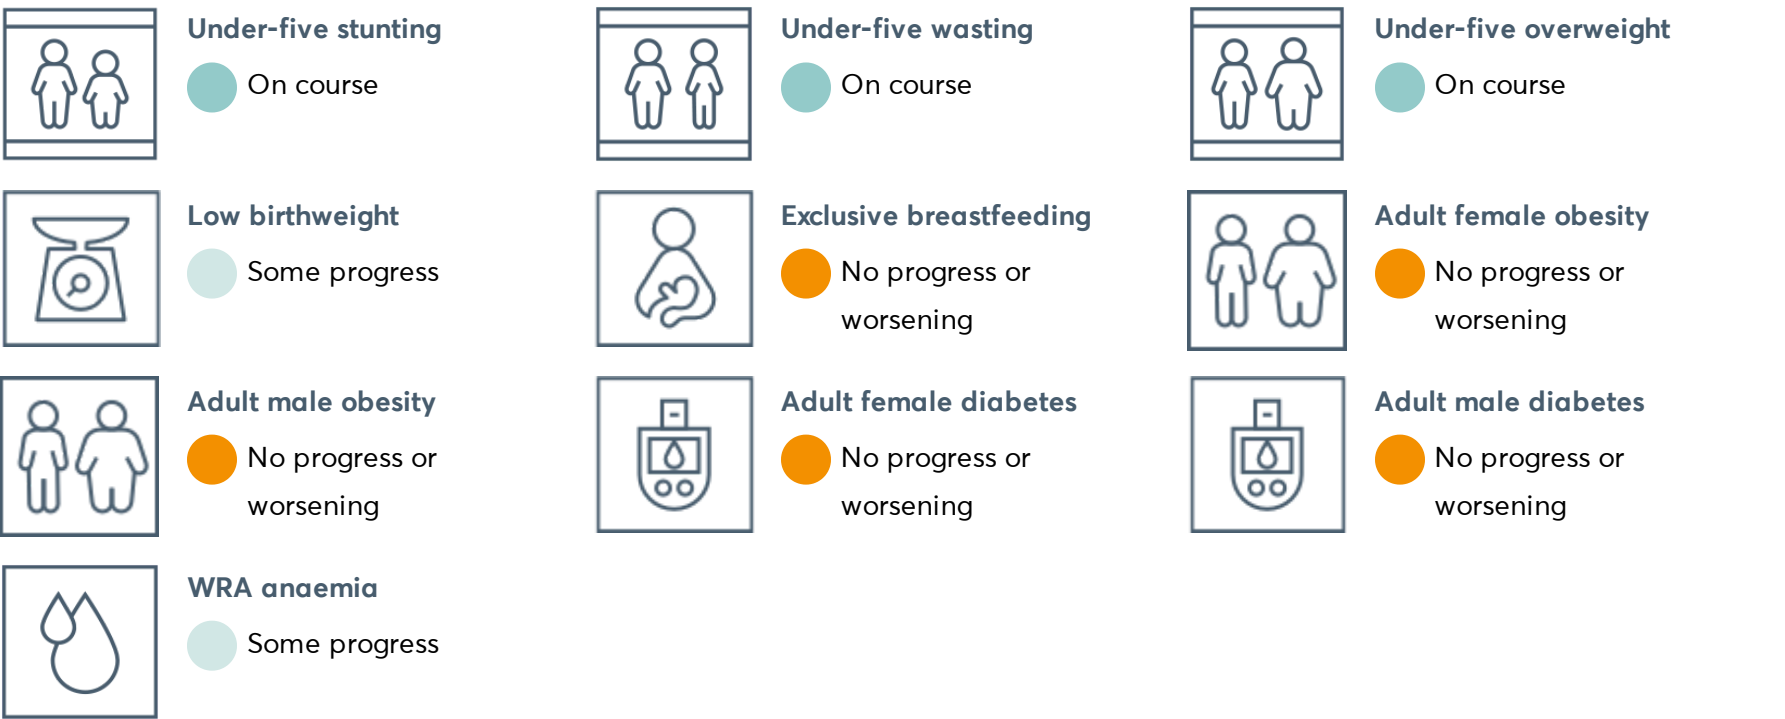 Under-five stunting
On course
Under-five wasting
On course
Under-five overweight
On course
Low birthweight
Some progress
Exclusive breastfeeding
No progress or
worsening
Adult female obesity
No progress or
worsening
Adult male obesity
No progress or
worsening
Adult female diabetes
No progress or
worsening
Adult male diabetes
No progress or
worsening
WRA anaemia
Some progress